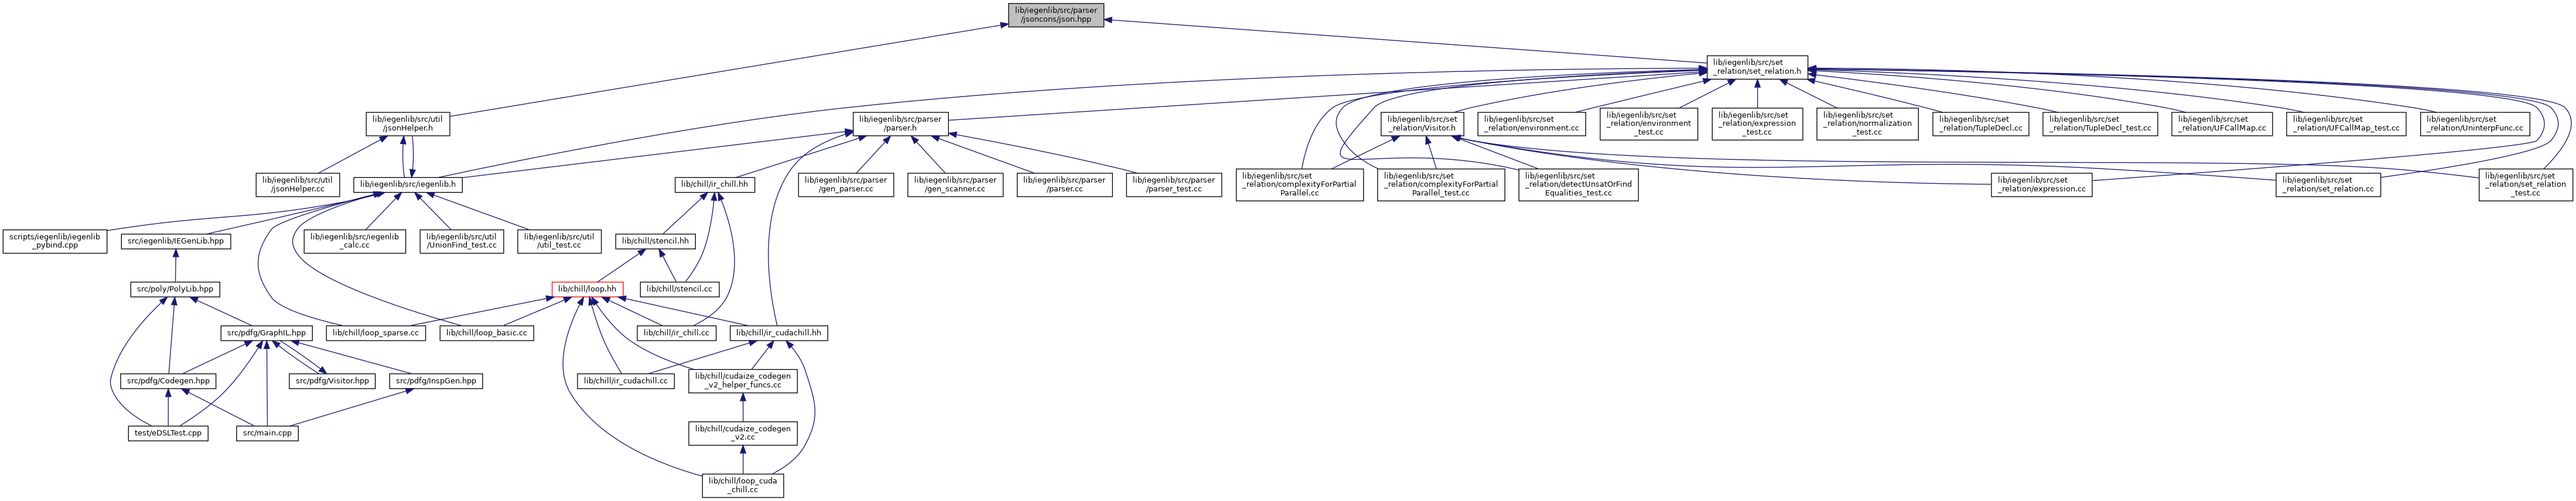 lib/iegenlib/src/parser
/jsoncons/json.hpp
lib/iegenlib/src/set
_relation/set_relation.h
lib/iegenlib/src/util
/jsonHelper.h
lib/iegenlib/src/parser
/parser.h
lib/iegenlib/src/set
_relation/Visitor.h
lib/iegenlib/src/set
_relation/environment.cc
lib/iegenlib/src/set
_relation/environment
_test.cc
lib/iegenlib/src/set
_relation/expression
_test.cc
lib/iegenlib/src/set
_relation/normalization
_test.cc
lib/iegenlib/src/set
_relation/TupleDecl.cc
lib/iegenlib/src/set
_relation/TupleDecl_test.cc
lib/iegenlib/src/set
_relation/UFCallMap.cc
lib/iegenlib/src/set
_relation/UFCallMap_test.cc
lib/iegenlib/src/set
_relation/UninterpFunc.cc
lib/iegenlib/src/util
/jsonHelper.cc
lib/iegenlib/src/iegenlib.h
lib/chill/ir_chill.hh
lib/iegenlib/src/parser
/gen_parser.cc
lib/iegenlib/src/parser
/gen_scanner.cc
lib/iegenlib/src/parser
/parser.cc
lib/iegenlib/src/parser
/parser_test.cc
lib/iegenlib/src/set
_relation/complexityForPartial
Parallel.cc
lib/iegenlib/src/set
_relation/complexityForPartial
Parallel_test.cc
lib/iegenlib/src/set
_relation/detectUnsatOrFind
Equalities_test.cc
lib/iegenlib/src/set
_relation/expression.cc
lib/iegenlib/src/set
_relation/set_relation.cc
lib/iegenlib/src/set
_relation/set_relation
_test.cc
scripts/iegenlib/iegenlib
_pybind.cpp
src/iegenlib/IEGenLib.hpp
lib/iegenlib/src/iegenlib
_calc.cc
lib/iegenlib/src/util
/UnionFind_test.cc
lib/iegenlib/src/util
/util_test.cc
lib/chill/stencil.hh
src/poly/PolyLib.hpp
lib/chill/loop.hh
lib/chill/stencil.cc
src/pdfg/GraphIL.hpp
lib/chill/loop_sparse.cc
lib/chill/loop_basic.cc
lib/chill/ir_chill.cc
lib/chill/ir_cudachill.hh
src/pdfg/Codegen.hpp
src/pdfg/Visitor.hpp
src/pdfg/InspGen.hpp
lib/chill/ir_cudachill.cc
lib/chill/cudaize_codegen
_v2_helper_funcs.cc
test/eDSLTest.cpp
src/main.cpp
lib/chill/cudaize_codegen
_v2.cc
lib/chill/loop_cuda
_chill.cc